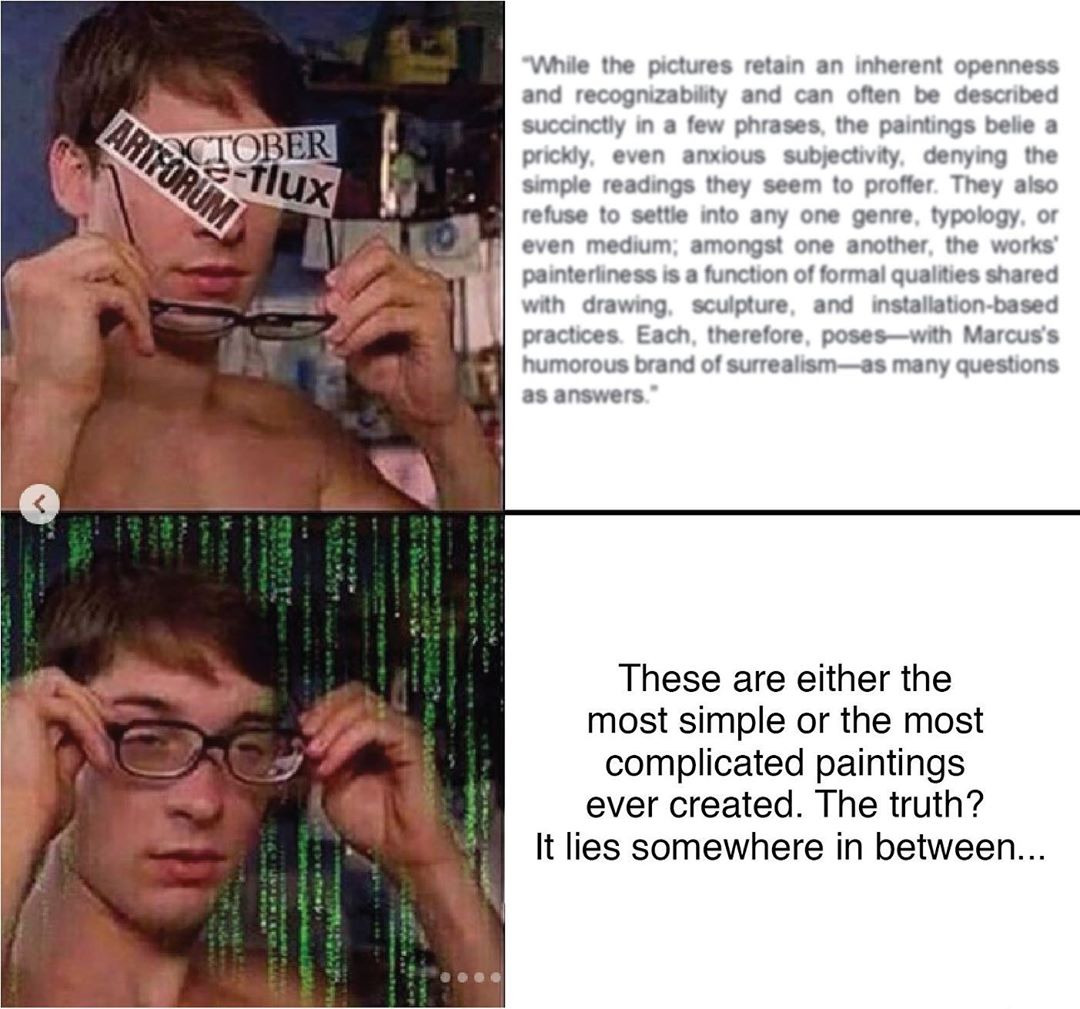 ARTFORUM
OCTOBER
e-flux
“While the pictures retain an inherent openness
and recognizability and can often be described
succinctly in a few phrases, the paintings belie a
prickly, even anxious subjectivity, denying the
simple readings they seem to proffer. They also
refuse to settle into any one genre, typology, or
even medium; amongst one another, the works'
painterliness is a function of formal qualities shared
with drawing, sculpture, and installation-based
practices. Each, therefore, poses—with Marcus's
humorous brand of surrealism—as many questions
as answers.”
These are either the
most simple or the most
complicated paintings
ever created. The truth?
It lies somewhere in between...